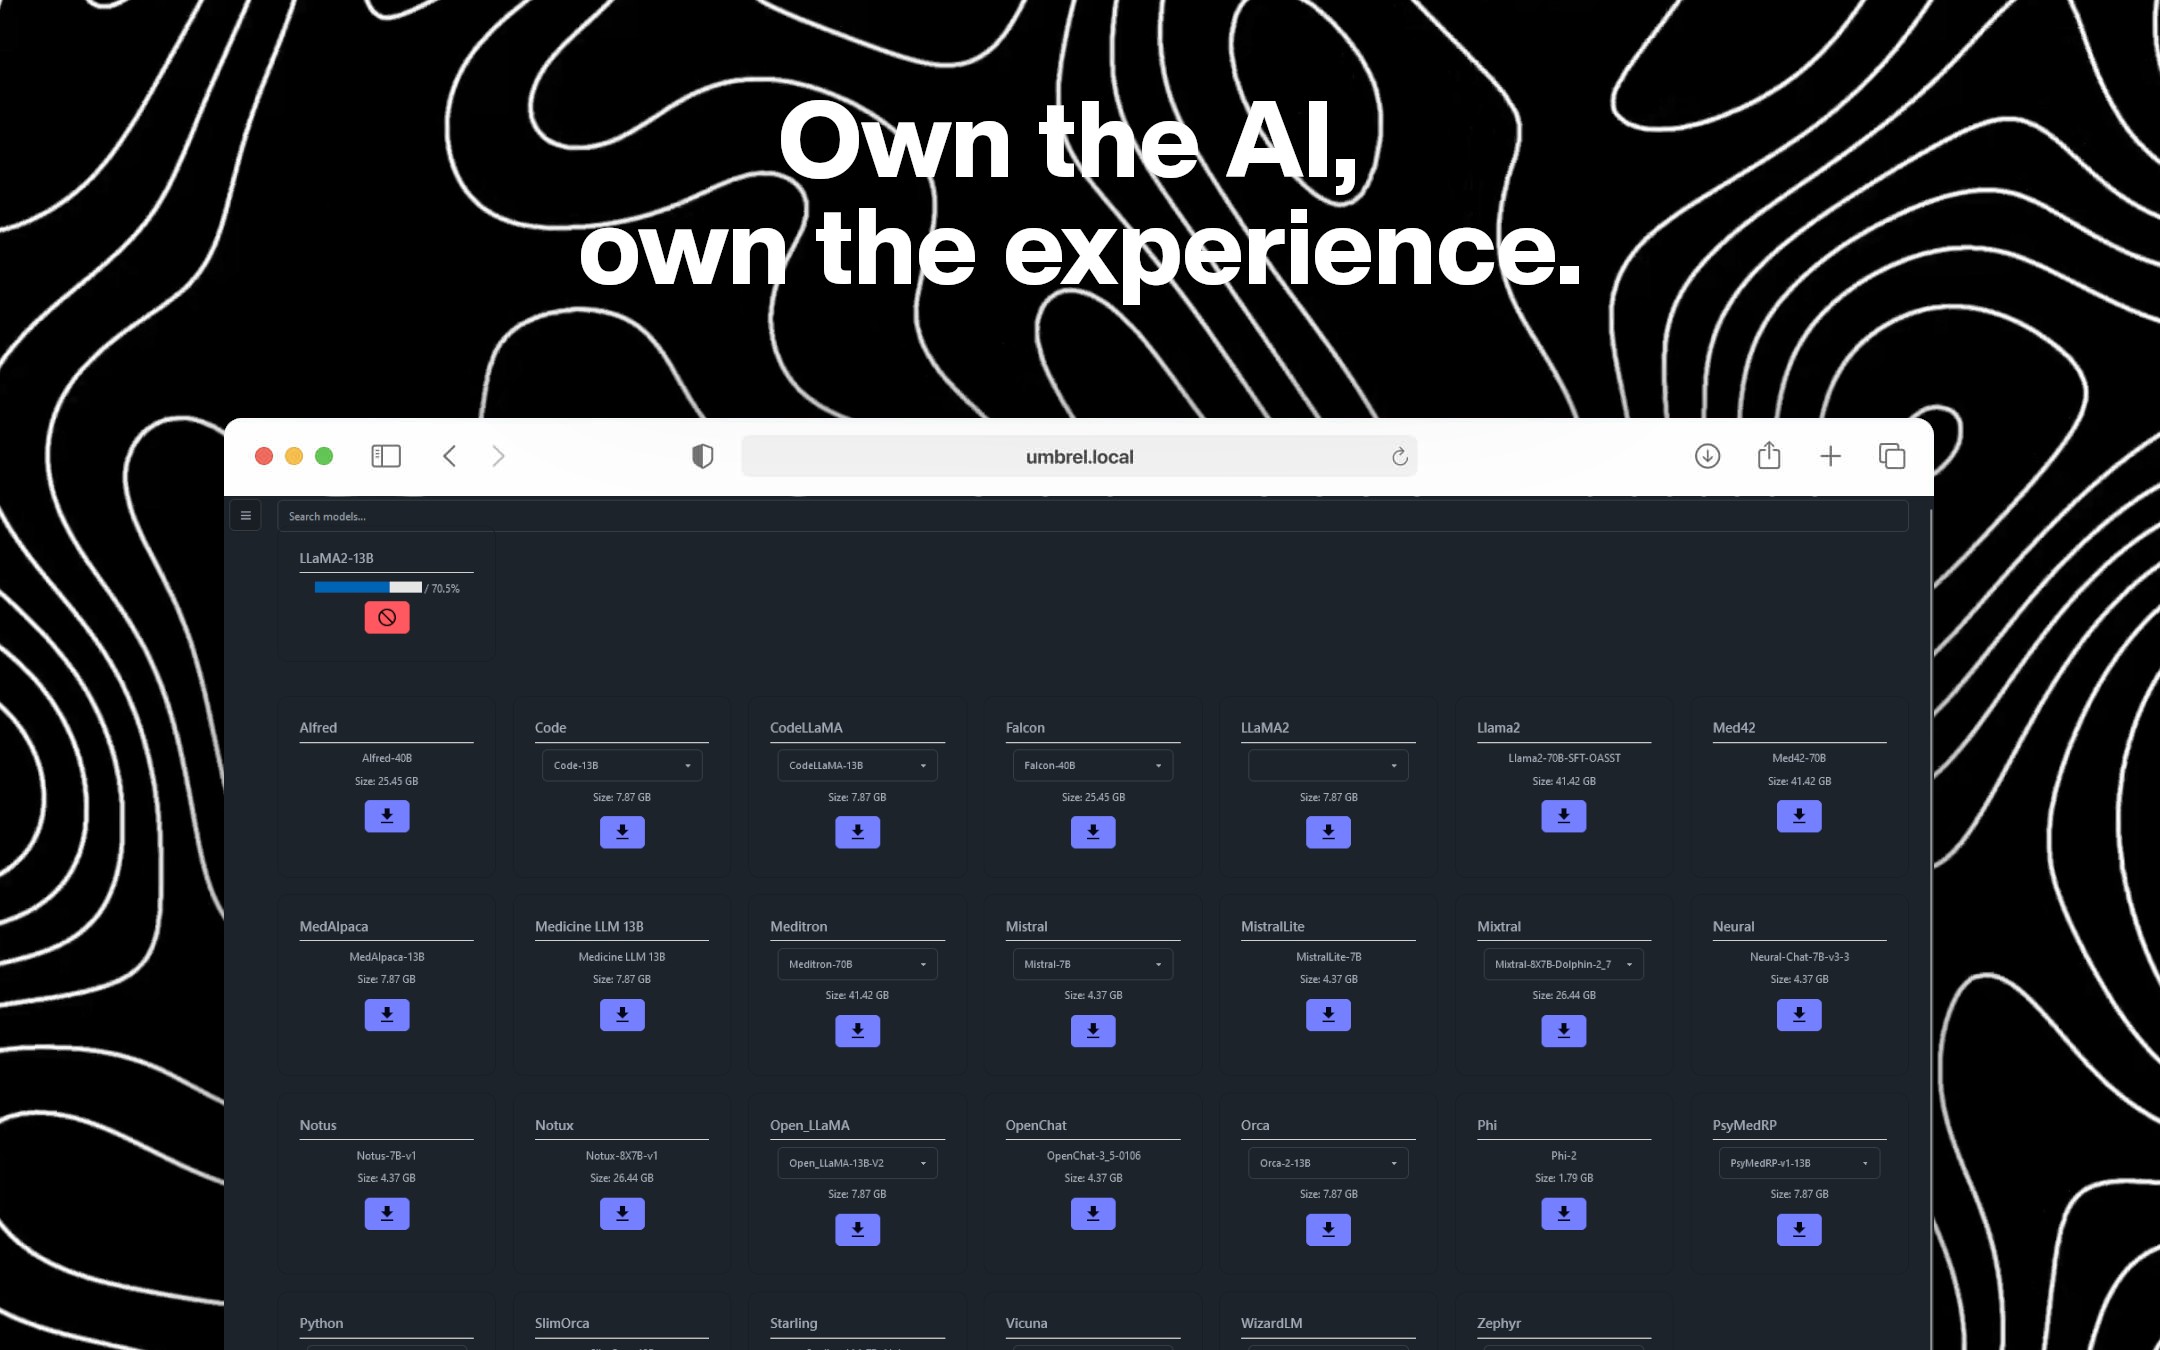 Own the AI,
own the experience.
umbrel.local
Search models...
LLaMA2-13B
/ 70.5%
Alfred
Alfred-40B
Size: 25.45 GB
Code
Code-13B
Size: 7.87 GB
CodeLLaMA
CodeLLaMA-13B
Size: 7.87 GB
Falcon
Falcon-40B
Size: 25.45 GB
LLaMA2
Size: 7.87 GB
Llama2
Llama2-70B-SFT-OASST
Size: 41.42 GB
Med42
Med42-70B
Size: 41.42 GB
MedAlpaca
MedAlpaca-13B
Size: 7.87 GB
Medicine LLM 13B
Medicine LLM 13B
Size: 7.87 GB
Meditron
Meditron-70B
Size: 41.42 GB
Mistral
Mistral-7B
Size: 4.37 GB
MistralLite
MistralLite-7B
Size: 4.37 GB
Mixtral
Mixtral-8X7B-Dolphin-2_7
Size: 26.44 GB
Neural
Neural-Chat-7B-v3-3
Size: 4.37 GB
Notus
Notus-7B-v1
Size: 4.37 GB
Notux
Notux-8X7B-v1
Size: 26.44 GB
Open_LLaMA
Open_LLaMA-13B-V2
Size: 7.87 GB
OpenChat
OpenChat-3_5-0106
Size: 4.37 GB
Orca
Orca-2-13B
Size: 7.87 GB
Phi
Phi-2
Size: 1.79 GB
PsyMedRP
PsyMedRP-v1-13B
Size: 7.87 GB
Python
SlimOrca
Starling
Vicuna
WizardLM
Zephyr